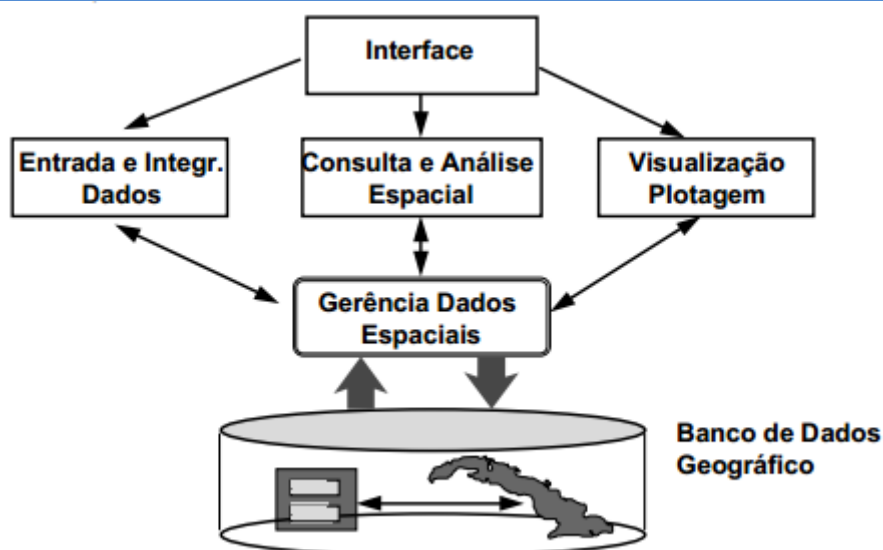 Interface
Entrada e Integr.
Dados
Consulta e Análise
Espacial
Visualização
Plotagem
Gerência Dados
Espaciais
Banco de Dados
Geográfico